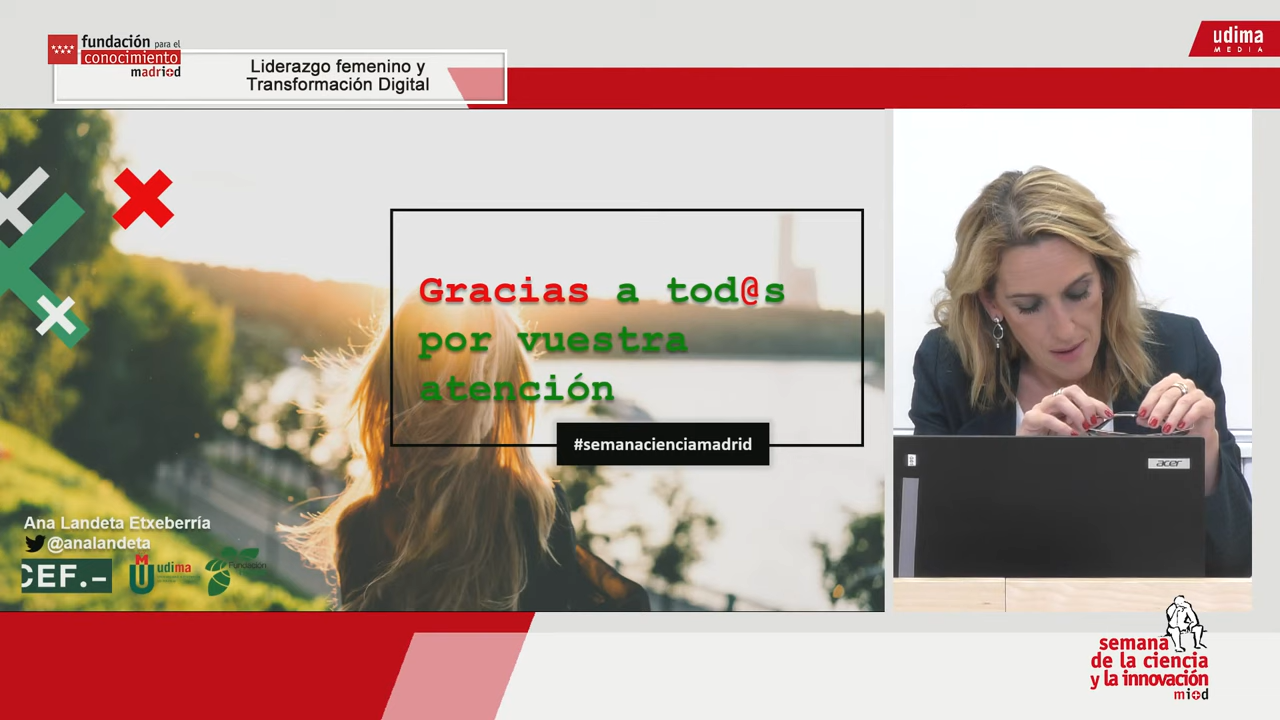 fundación para el
conocimiento
madri+d
Liderazgo femenino y
Transformación Digital
udima
MEDIA
Gracias a tod@s
por vuestra
atención
#semanacienciamadrid
acer
Ana Landeta Etxeberría
@analandeta
CEF.-
udima
Fundación
semana
de la ciencia
y la innovación
mi+d